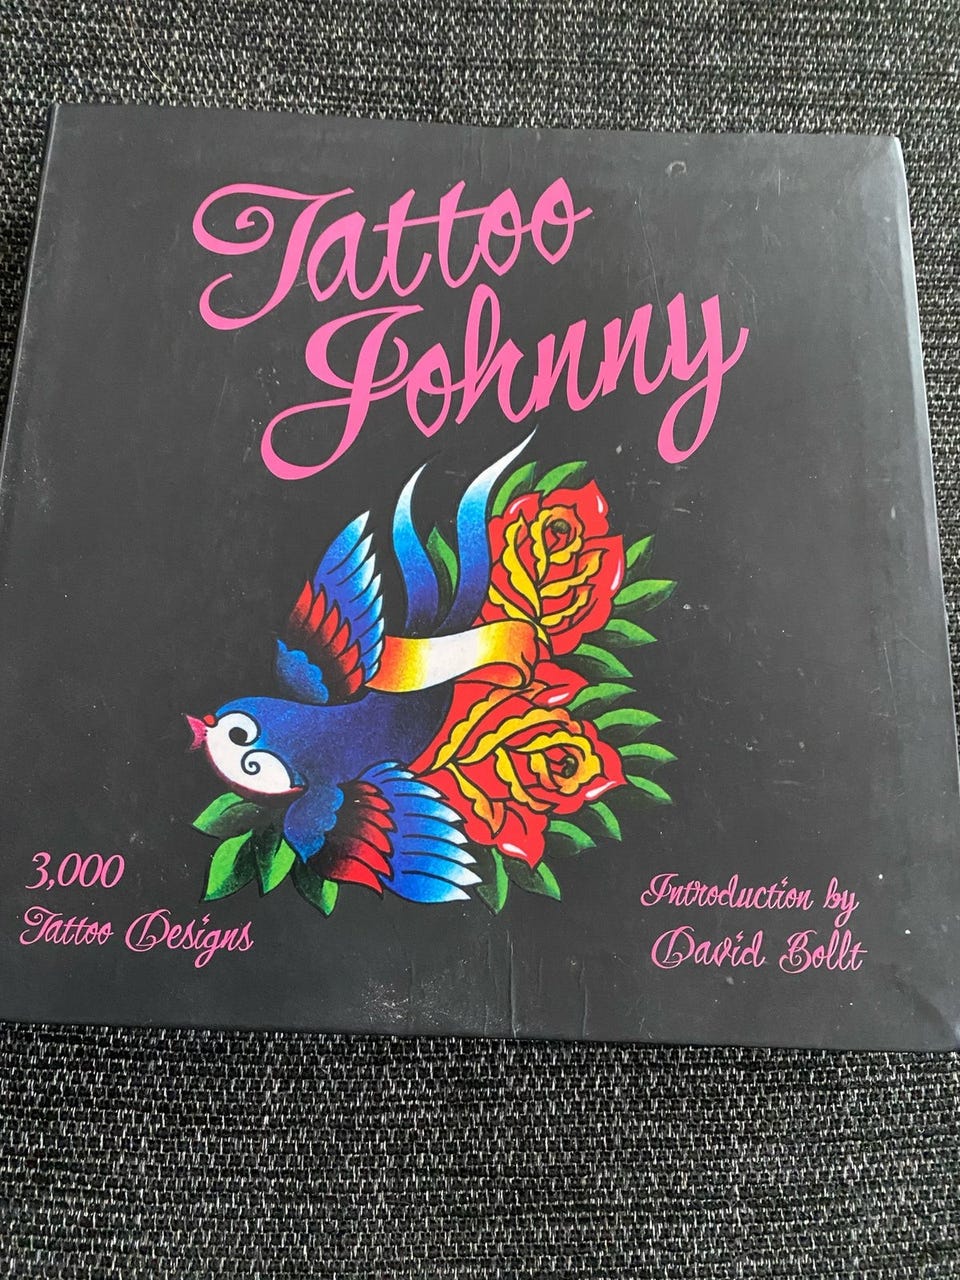 Tattoo
Johnny
3,000
Tattoo Designs
Introduction by
David Bollt